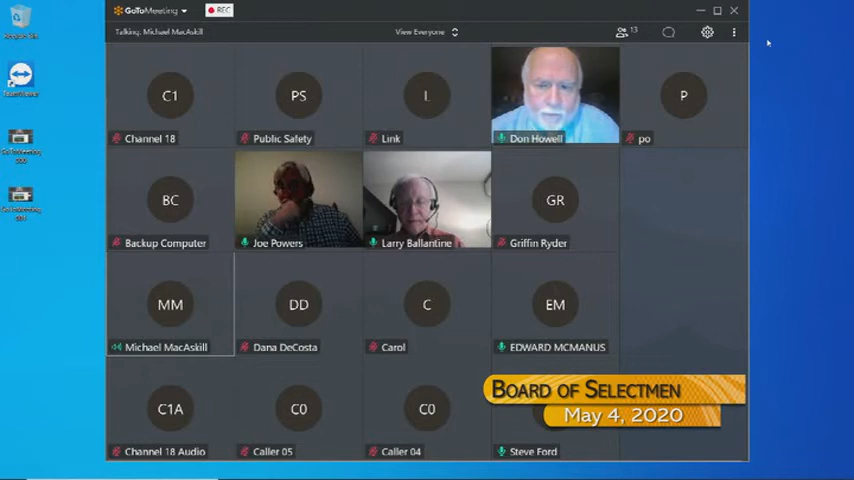 GoToMeeting
REC
Talking: Michael MacAskill
View Everyone
13
C1
PS
L
P
Channel 18
Public Safety
Link
Don Howell
po
BC
GR
Backup Computer
Joe Powers
Larry Ballantine
Griffin Ryder
MM
DD
C
EM
Michael MacAskill
Dana DeCosta
Carol
EDWARD MCMANUS
C1A
C0
C0
BOARD OF SELECTMEN
May 4, 2020
Channel 18 Audio
Caller 05
Caller 04
Steve Ford